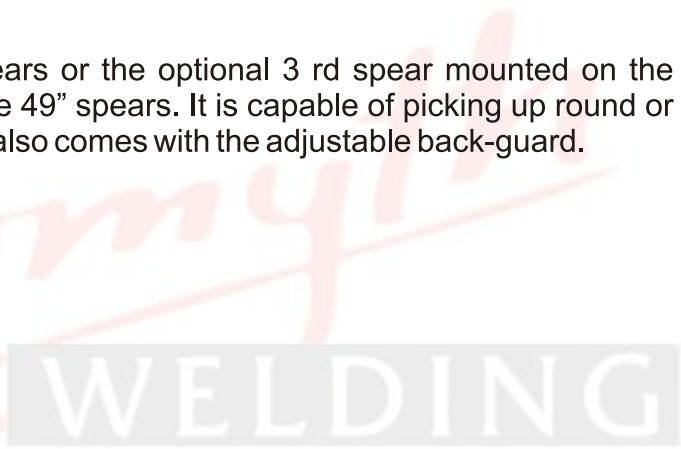 ears or the optional 3 rd spear mounted on the
e 49” spears. It is capable of picking up round or
also comes with the adjustable back-guard.
myth
WELDING